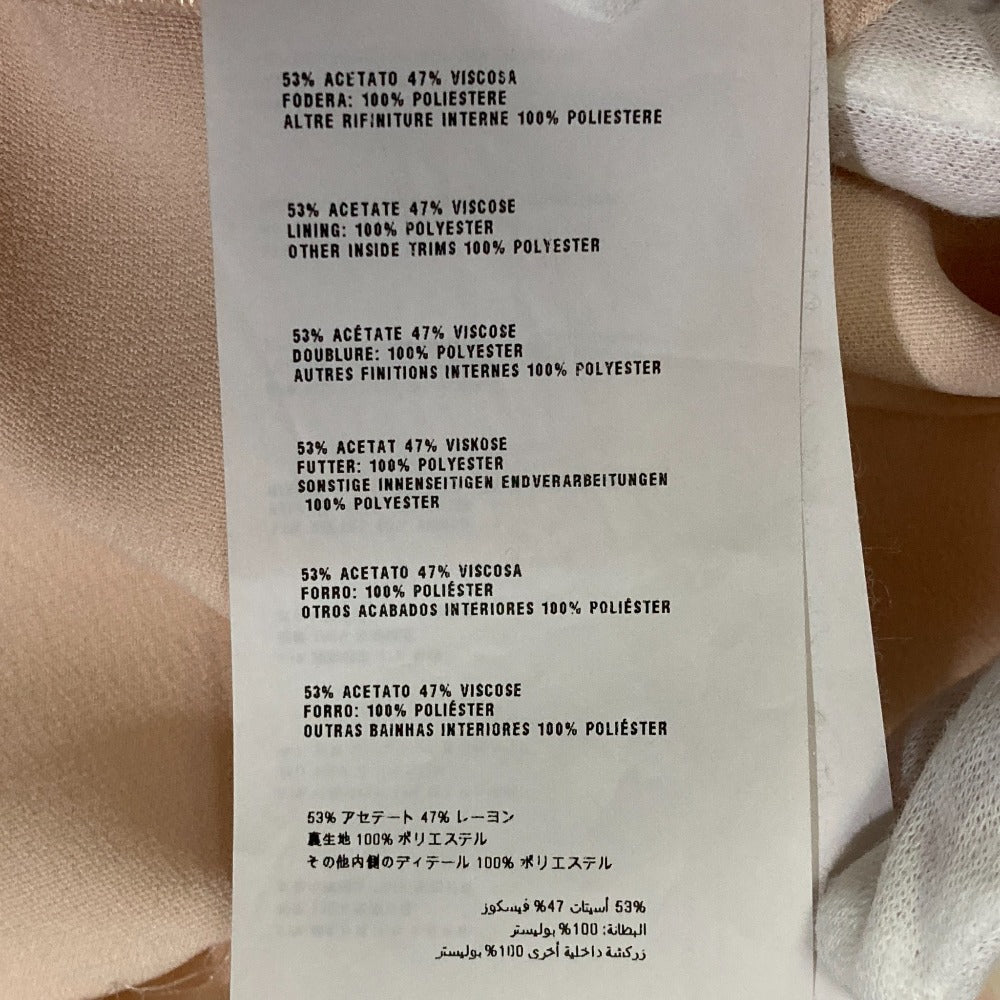 53% ACETATO 47% VISCOSA
FODERA: 100% POLIESTERE
ALTRE RIFINITURE INTERNE 100% POLIESTERE
53% ACETATE 47% VISCOSE
LINING: 100% POLYESTER
OTHER INSIDE TRIMS 100% POLYESTER
53% ACÉTATE 47% VISCOSE
DOUBLURE: 100% POLYESTER
AUTRES FINITIONS INTERNES 100% POLYESTER
53% ACETAT 47% VISKOSE
FUTTER: 100% POLYESTER
SONSTIGE INNENSEITIGEN ENDVERARBEITUNGEN
100% POLYESTER
53% ACETATO 47% VISCOSA
FORRO: 100% POLIÉSTER
OTROS ACABADOS INTERIORES 100% POLIÉSTER
53% ACETATO 47% VISCOSE
FORRO: 100% POLIÉSTER
OUTRAS BAINHAS INTERIORES 100% POLIÉSTER
53% アセテート 47% レーヨン
裏生地 100% ポリエステル
その他内側のディテール 100% ポリエステル
53% أسيتات 47% فيسكوز
البطانة: 100% بوليستر
زركشة داخلية أخرى 100% بوليستر